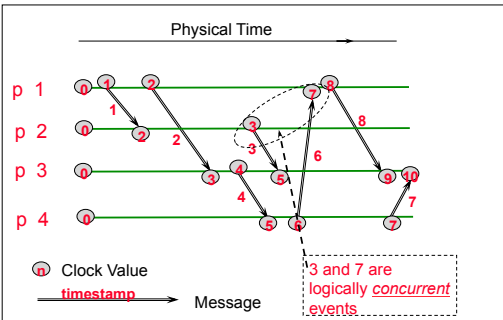 Physical Time
p 1
0
1
2
7
8
1
2
6
8
p 2
0
2
3
3
p 3
0
3
4
5
9
10
4
7
p 4
0
5
6
7
n Clock Value
timestamp
Message
3 and 7 are
logically concurrent
events